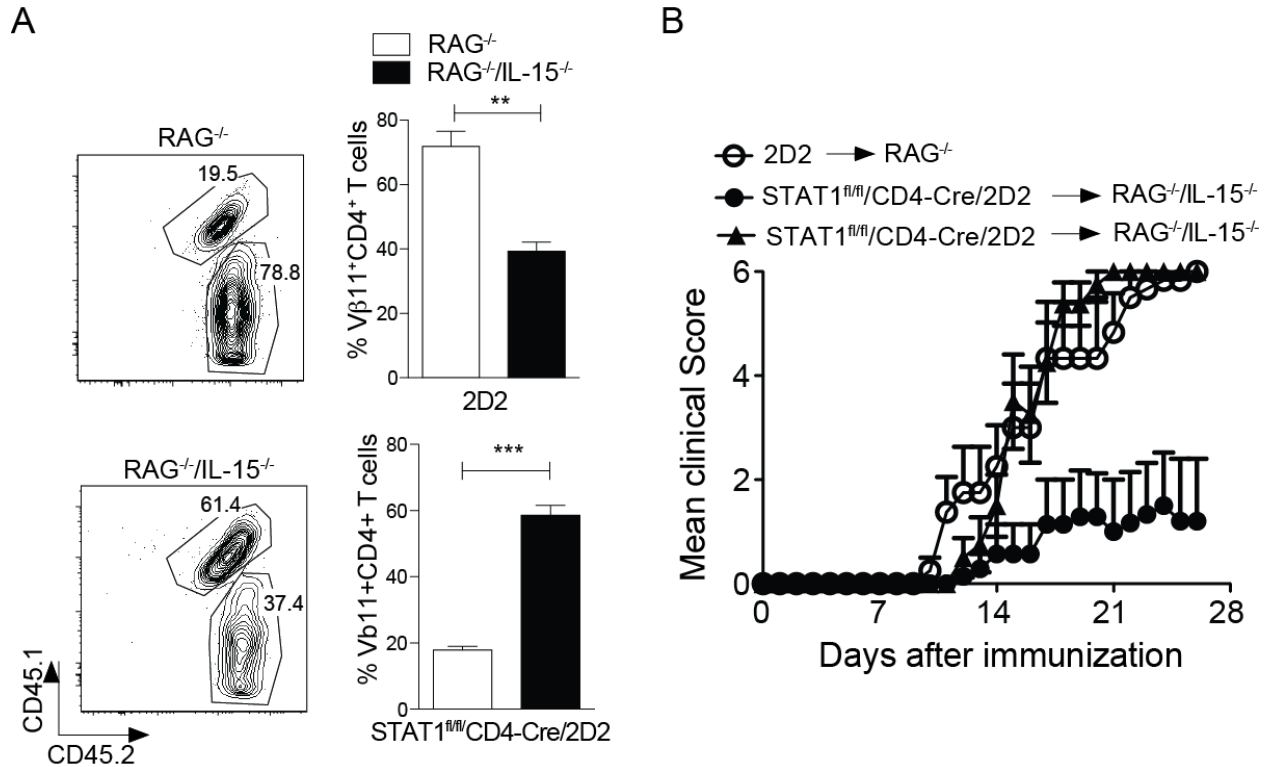 A
RAG-/-
RAG-/-/IL-15-/-
RAG-/-
19.5
78.8
**
80
60
40
20
0
% Vβ11+CD4+ T cells
2D2
RAG-/-/IL-15-/-
61.4
37.4
CD45.1
CD45.2
***
80
60
40
20
0
% Vb11+CD4+ T cells
STAT1fl/fl/CD4-Cre/2D2
B
2D2 → RAG-/-
STAT1fl/fl/CD4-Cre/2D2 → RAG-/-/IL-15-/-
STAT1fl/fl/CD4-Cre/2D2 → RAG-/-/IL-15-/-
6
4
2
0
Mean clinical Score
0 7 14 21 28
Days after immunization